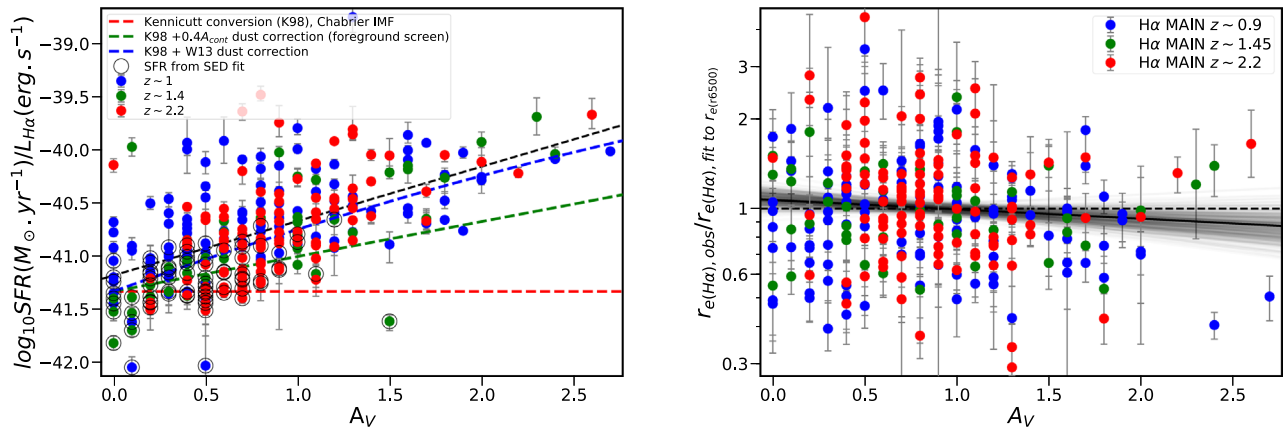 Kennicutt conversion (K98), Chabrier IMF
K98 +0.4A_cont dust correction (foreground screen)
K98 + W13 dust correction
SFR from SED fit
z ~ 1
z ~ 1.4
z ~ 2.2
log₁₀SFR(M⊙.yr⁻¹)/L_Hα(erg.s⁻¹)
−39.0
−39.5
−40.0
−40.5
−41.0
−41.5
−42.0
0.0 0.5 1.0 1.5 2.0 2.5
A_V
Hα MAIN z ~ 0.9
Hα MAIN z ~ 1.45
Hα MAIN z ~ 2.2
r_e(Hα), obs/r_e(Hα), fit to r_e(r6500)
3
2
1
0.6
0.3
0.0 0.5 1.0 1.5 2.0 2.5
A_V